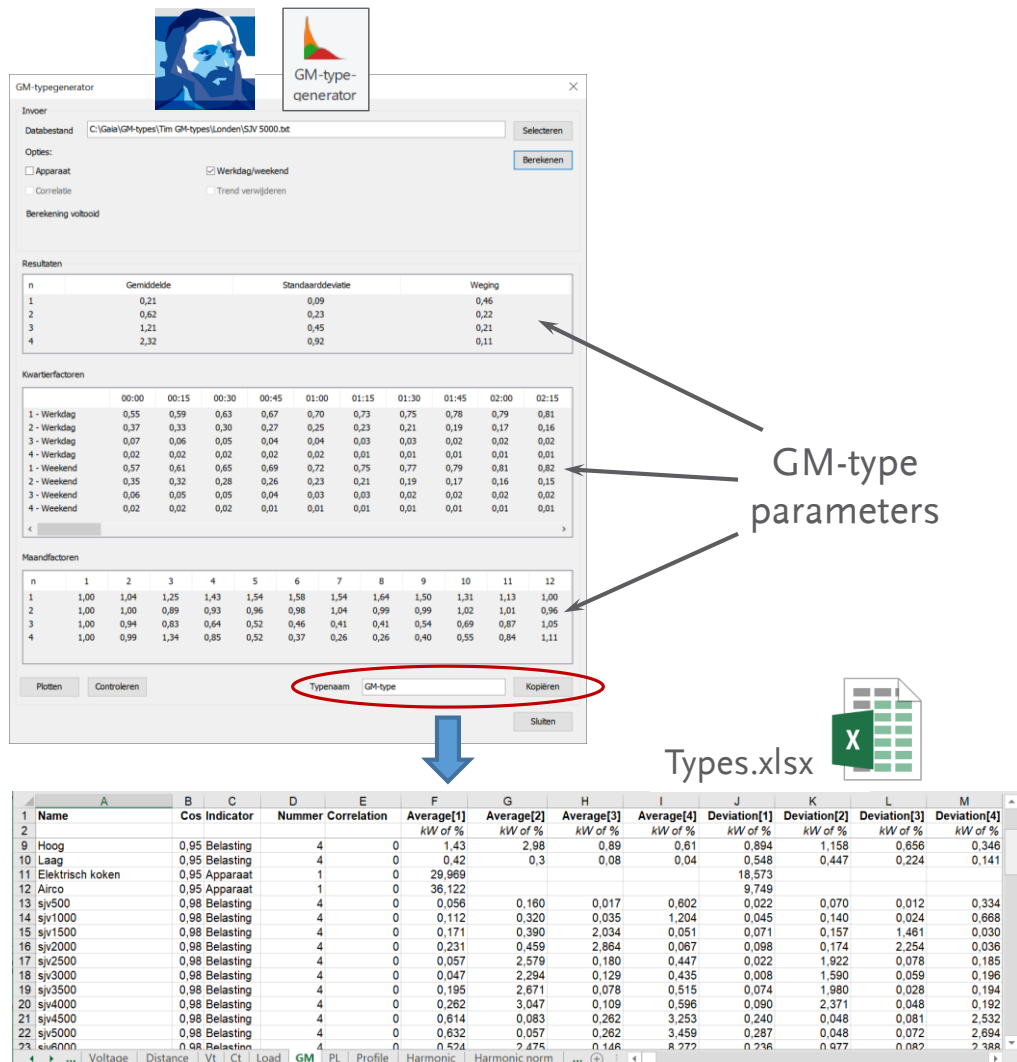 GM-type-
generator
GM-typegenerator
Invoer
Databestand C:\Gaia\GM-types\Tim GM-types\Londen\SJV 5000.txt Selecteren
Opties: Berekenen
Apparaat Werkdag/weekend
Correlatie Trend verwijderen
Berekening voltooid
Resultaten
n Gemiddelde Standaarddeviatie Weging
1 0,21 0,09 0,46
2 0,62 0,23 0,22
3 1,21 0,45 0,21
4 2,32 0,92 0,11
Kwartierfactoren
00:00 00:15 00:30 00:45 01:00 01:15 01:30 01:45 02:00 02:15
1 - Werkdag 0,55 0,59 0,63 0,67 0,70 0,73 0,75 0,78 0,79 0,81
2 - Werkdag 0,37 0,33 0,30 0,27 0,25 0,23 0,21 0,19 0,17 0,16
3 - Werkdag 0,07 0,06 0,05 0,04 0,04 0,03 0,03 0,02 0,02 0,02
4 - Werkdag 0,02 0,02 0,02 0,02 0,02 0,01 0,01 0,01 0,01 0,01
1 - Weekend 0,57 0,61 0,65 0,69 0,72 0,75 0,77 0,79 0,81 0,82
2 - Weekend 0,35 0,32 0,28 0,26 0,23 0,21 0,19 0,17 0,16 0,15
3 - Weekend 0,06 0,05 0,05 0,04 0,03 0,03 0,02 0,02 0,02 0,02
4 - Weekend 0,02 0,02 0,02 0,01 0,01 0,01 0,01 0,01 0,01 0,01
GM-type
parameters
Maandfactoren
n 1 2 3 4 5 6 7 8 9 10 11 12
1 1,00 1,04 1,25 1,43 1,54 1,58 1,54 1,64 1,50 1,31 1,13 1,00
2 1,00 1,00 0,89 0,93 0,96 0,98 1,04 0,99 0,99 1,02 1,01 0,96
3 1,00 0,94 0,83 0,64 0,52 0,46 0,41 0,41 0,54 0,69 0,87 1,05
4 1,00 0,99 1,34 0,85 0,52 0,37 0,26 0,26 0,40 0,55 0,84 1,11
Plotten Controleren Typenaam GM-type Kopiëren
Sluiten
Types.xlsx
X
A B C D E F G H I J K L M
1 Name Cos Indicator Nummer Correlation Average[1] Average[2] Average[3] Average[4] Deviation[1] Deviation[2] Deviation[3] Deviation[4]
2 kW of % kW of % kW of % kW of % kW of % kW of % kW of % kW of %
9 Hoog 0,95 Belasting 4 0 1,43 2,98 0,89 0,61 0,894 1,158 0,656 0,346
10 Laag 0,95 Belasting 4 0 0,42 0,3 0,08 0,04 0,548 0,447 0,224 0,141
11 Elektrisch koken 0,95 Apparaat 1 0 29,969 18,573
12 Airco 0,95 Apparaat 1 0 36,122 9,749
13 sjv500 0,98 Belasting 4 0 0,056 0,160 0,017 0,602 0,022 0,070 0,012 0,334
14 sjv1000 0,98 Belasting 4 0 0,112 0,320 0,035 1,204 0,045 0,140 0,024 0,668
15 sjv1500 0,98 Belasting 4 0 0,171 0,390 2,034 0,051 0,071 0,157 1,461 0,030
16 sjv2000 0,98 Belasting 4 0 0,231 0,459 2,864 0,067 0,098 0,174 2,254 0,036
17 sjv2500 0,98 Belasting 4 0 0,057 2,579 0,180 0,447 0,022 1,922 0,078 0,185
18 sjv3000 0,98 Belasting 4 0 0,047 2,294 0,129 0,435 0,008 1,590 0,059 0,196
19 sjv3500 0,98 Belasting 4 0 0,195 2,671 0,078 0,515 0,074 1,980 0,028 0,194
20 sjv4000 0,98 Belasting 4 0 0,262 3,047 0,109 0,596 0,090 2,371 0,048 0,192
21 sjv4500 0,98 Belasting 4 0 0,614 0,083 0,262 3,253 0,240 0,048 0,081 2,532
22 sjv5000 0,98 Belasting 4 0 0,632 0,057 0,262 3,459 0,287 0,048 0,072 2,694
23 sjv6000 0,98 Belasting 4 0 0,524 2,475 0,146 8,272 0,236 0,977 0,082 2,388
... Voltage Distance Vt Ct Load GM PL Profile Harmonic Harmonic norm ...